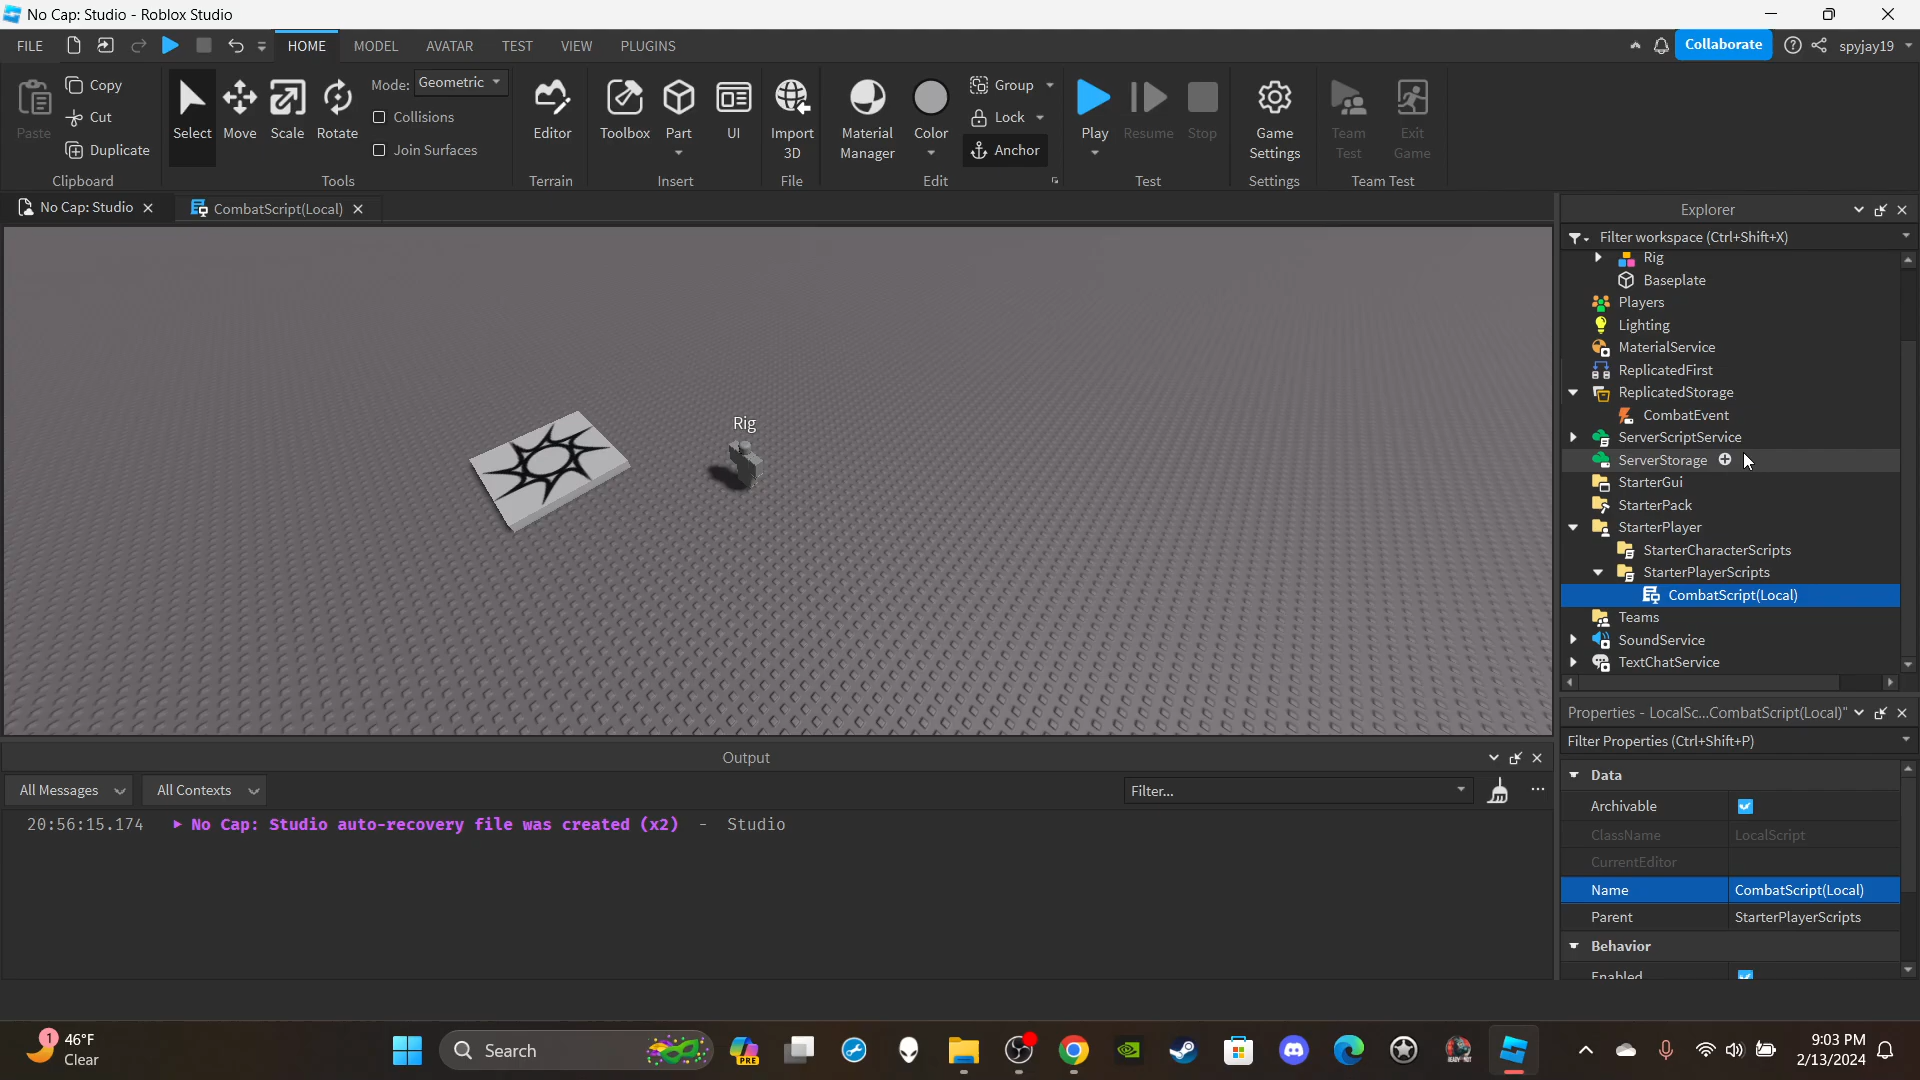 No Cap: Studio - Roblox Studio
FILE
HOME
MODEL
AVATAR
TEST
VIEW
PLUGINS
Collaborate
spyjay19
Paste
Copy
Cut
Duplicate
Clipboard
Select
Move
Scale
Rotate
Mode: Geometric
Collisions
Join Surfaces
Tools
Editor
Terrain
Toolbox
Part
UI
Insert
Import
3D
File
Material
Manager
Color
Group
Lock
Anchor
Edit
Play
Resume
Stop
Test
Game
Settings
Settings
Team
Test
Exit
Game
Team Test
No Cap: Studio
CombatScript(Local)
Rig
Explorer
Filter workspace (Ctrl+Shift+X)
Rig
Baseplate
Players
Lighting
MaterialService
ReplicatedFirst
ReplicatedStorage
CombatEvent
ServerScriptService
ServerStorage
StarterGui
StarterPack
StarterPlayer
StarterCharacterScripts
StarterPlayerScripts
CombatScript(Local)
Teams
SoundService
TextChatService
Properties - LocalSc...CombatScript(Local)"
Filter Properties (Ctrl+Shift+P)
Data
Archivable
ClassName LocalScript
CurrentEditor
Name CombatScript(Local)
Parent StarterPlayerScripts
Behavior
Enabled
Output
All Messages
All Contexts
Filter...
20:56:15.174 No Cap: Studio auto-recovery file was created (x2) - Studio
1
46°F
Clear
Search
PRE
9:03 PM
2/13/2024